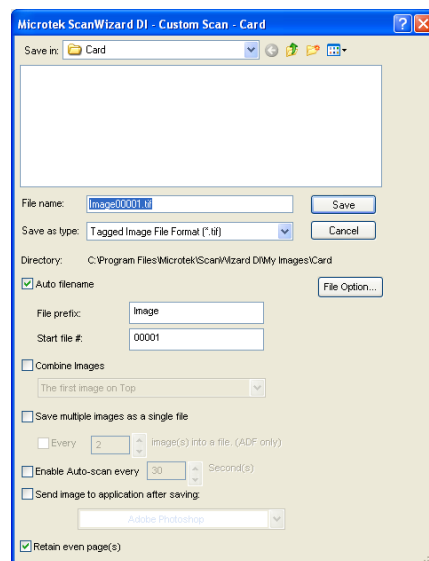 Microtek ScanWizard DI - Custom Scan - Card
Save in: Card
File name: Image00001.tif Save
Save as type: Tagged Image File Format (*.tif) Cancel
Directory: C:\Program Files\Microtek\ScanWizard DI\My Images\Card
Auto filename File Option...
File prefix: Image
Start file #: 00001
Combine Images
The first image on Top
Save multiple images as a single file
Every 2 image(s) into a file. (ADF only)
Enable Auto-scan every 30 Second(s)
Send image to application after saving:
Adobe Photoshop
Retain even page(s)